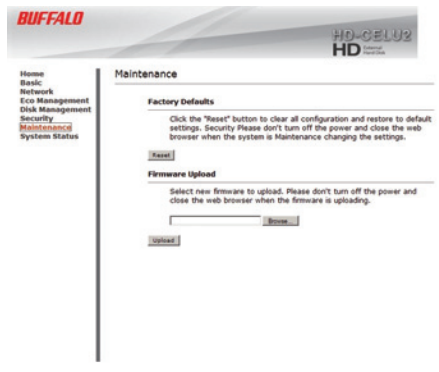 BUFFALO
HD-CELU2
HD External
Hard Disk
Home
Basic
Network
Eco Management
Disk Management
Security
Maintenance
System Status
Maintenance
Factory Defaults
Click the "Reset" button to clear all configuration and restore to default
settings. Security Please don't turn off the power and close the web
browser when the system is Maintenance changing the settings.
Reset
Firmware Upload
Select new firmware to upload. Please don't turn off the power and
close the web browser when the firmware is uploading.
Browse...
Upload